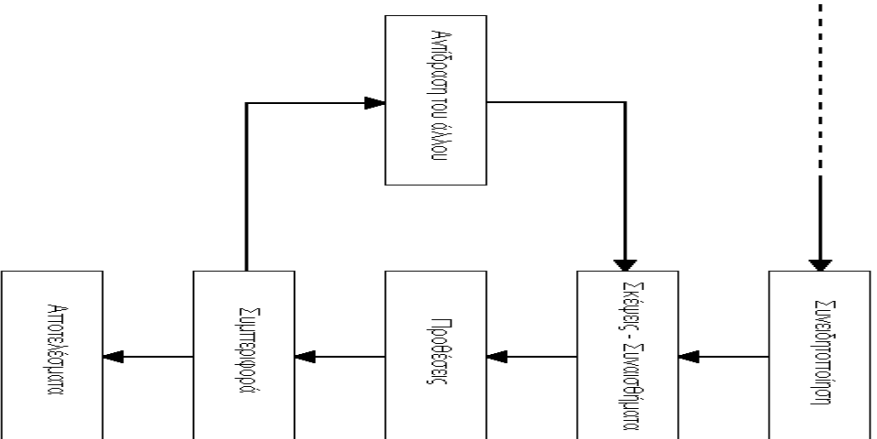 Συνειδητοποίηση
Σκέψεις - Συναισθήματα
Προθέσεις
Συμπεριφορά
Αποτελέσματα
Αντίδραση του άλλου